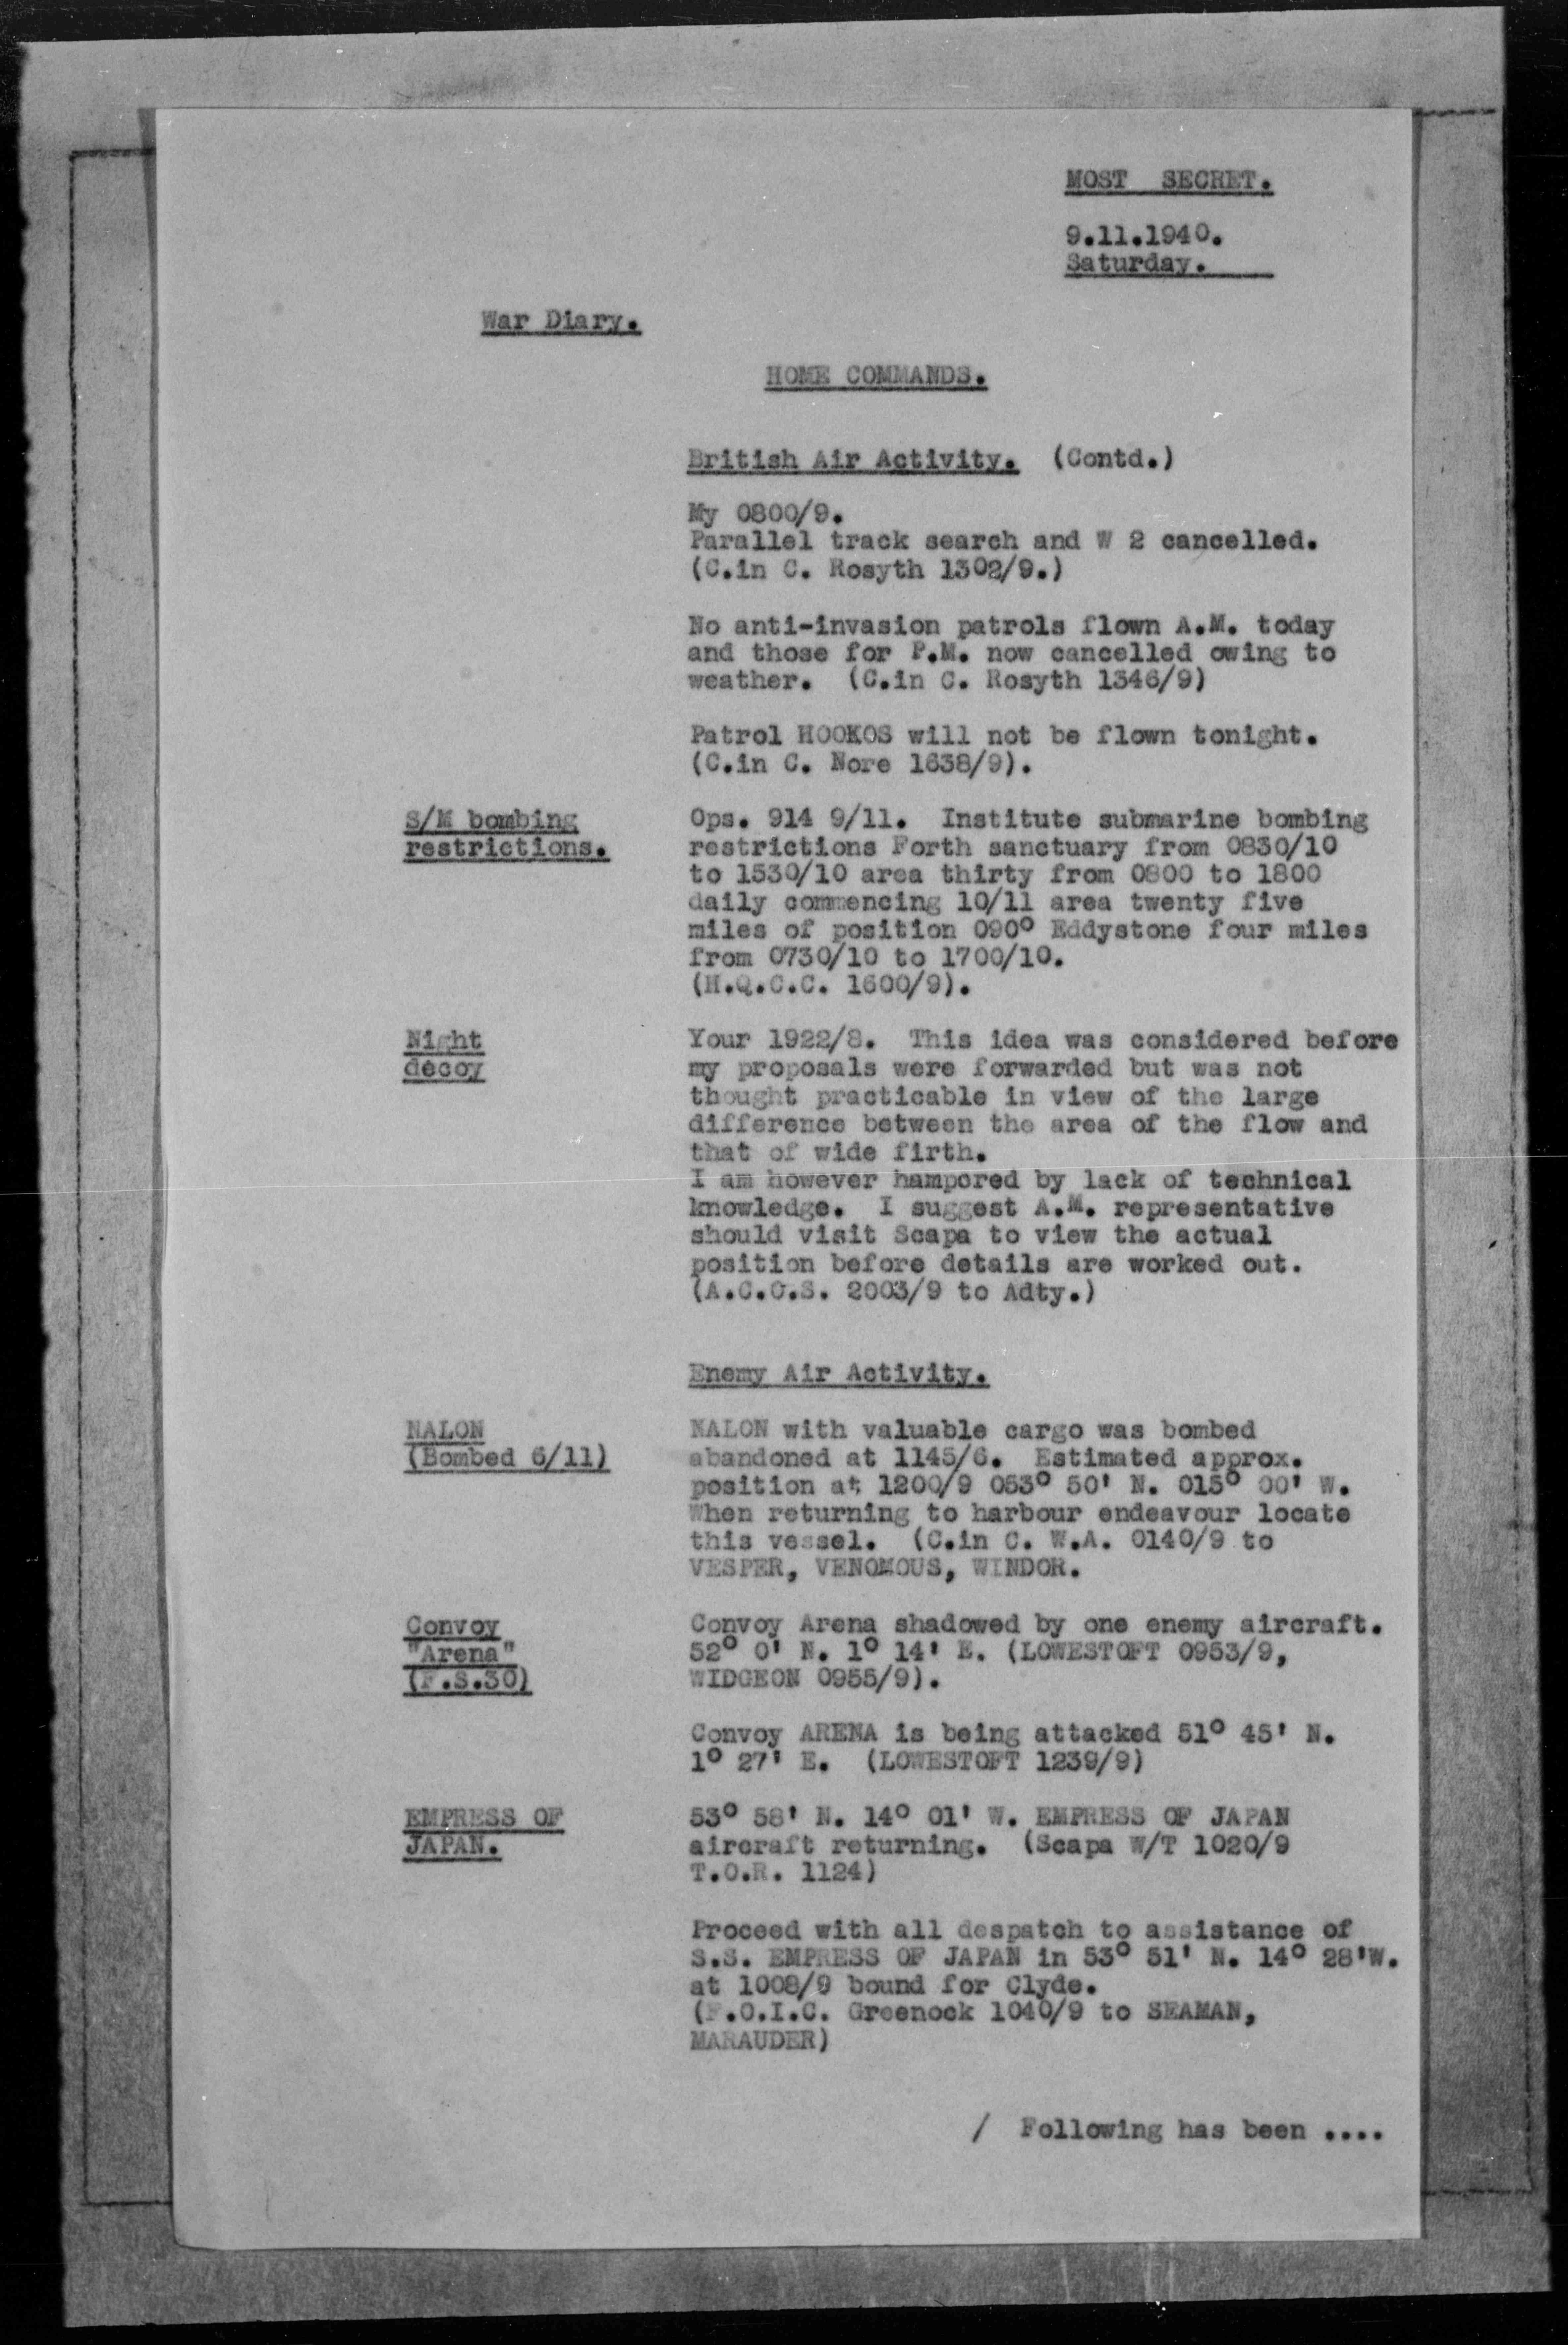 MOST SECRET.
9.11.1940.
Saturday.
War Diary.
HOME COMMANDS.
British Air Activity. (Contd.)
My 0800/9.
Parallel track search and W 2 cancelled.
(C.in C. Rosyth 1302/9.)
No anti-invasion patrols flown A.M. today
and those for P.M. now cancelled owing to
weather. (C.in C. Rosyth 1346/9)
Patrol HOOKOS will not be flown tonight.
(C.in C. Nore 1638/9).
S/M bombing
restrictions.
Ops. 914 9/11. Institute submarine bombing
restrictions Forth sanctuary from 0830/10
to 1530/10 area thirty from 0800 to 1800
daily commencing 10/11 area twenty five
miles of position 090° Eddystone four miles
from 0730/10 to 1700/10.
(H.Q.C.C. 1600/9).
Night
decoy
Your 1922/8. This idea was considered before
my proposals were forwarded but was not
thought practicable in view of the large
difference between the area of the flow and
that of wide firth.
I am however hampered by lack of technical
knowledge. I suggest A.M. representative
should visit Scapa to view the actual
position before details are worked out.
(A.C.O.S. 2003/9 to Adty.)
Enemy Air Activity.
NALON
(Bombed 6/11)
NALON with valuable cargo was bombed
abandoned at 1145/6. Estimated approx.
position at 1200/9 053° 50' N. 015° 00' W.
When returning to harbour endeavour locate
this vessel. (C.in C. W.A. 0140/9 to
VESPER, VENOMOUS, WINDOR.
Convoy
"Arena"
(F.S.30)
Convoy Arena shadowed by one enemy aircraft.
52° 0' N. 1° 14' E. (LOWESTOFT 0953/9,
WIDGEON 0955/9).
Convoy ARENA is being attacked 51° 45' N.
1° 27' E. (LOWESTOFT 1239/9)
EMPRESS OF
JAPAN.
53° 58' N. 14° 01' W. EMPRESS OF JAPAN
aircraft returning. (Scapa W/T 1020/9
T.O.R. 1124)
Proceed with all despatch to assistance of
S.S. EMPRESS OF JAPAN in 53° 51' N. 14° 28'W.
at 1008/9 bound for Clyde.
(F.O.I.C. Greenock 1040/9 to SEAMAN,
MARAUDER)
/ Following has been ....